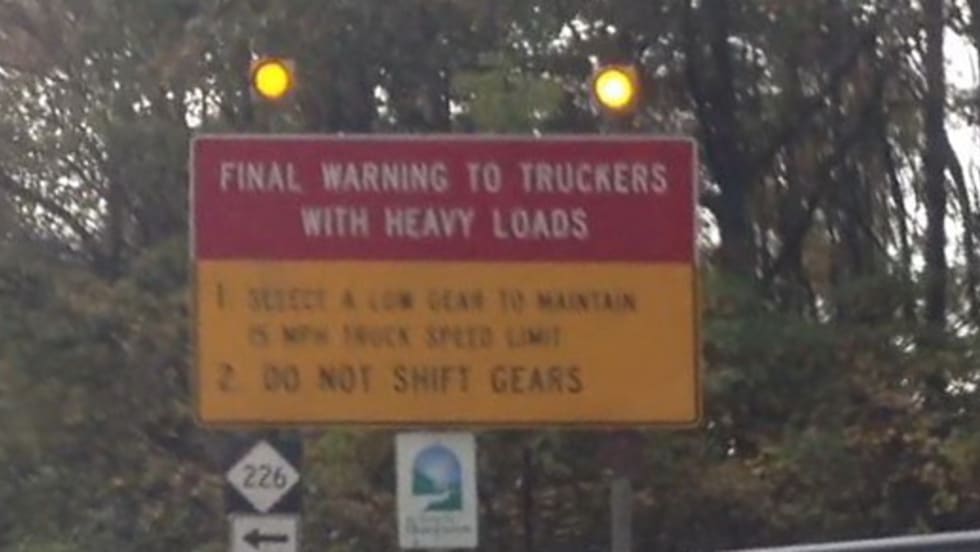 FINAL WARNING TO TRUCKERS
WITH HEAVY LOADS
1. SELECT A LOW GEAR TO MAINTAIN
15 MPH TRUCK SPEED LIMIT
2. DO NOT SHIFT GEARS
226